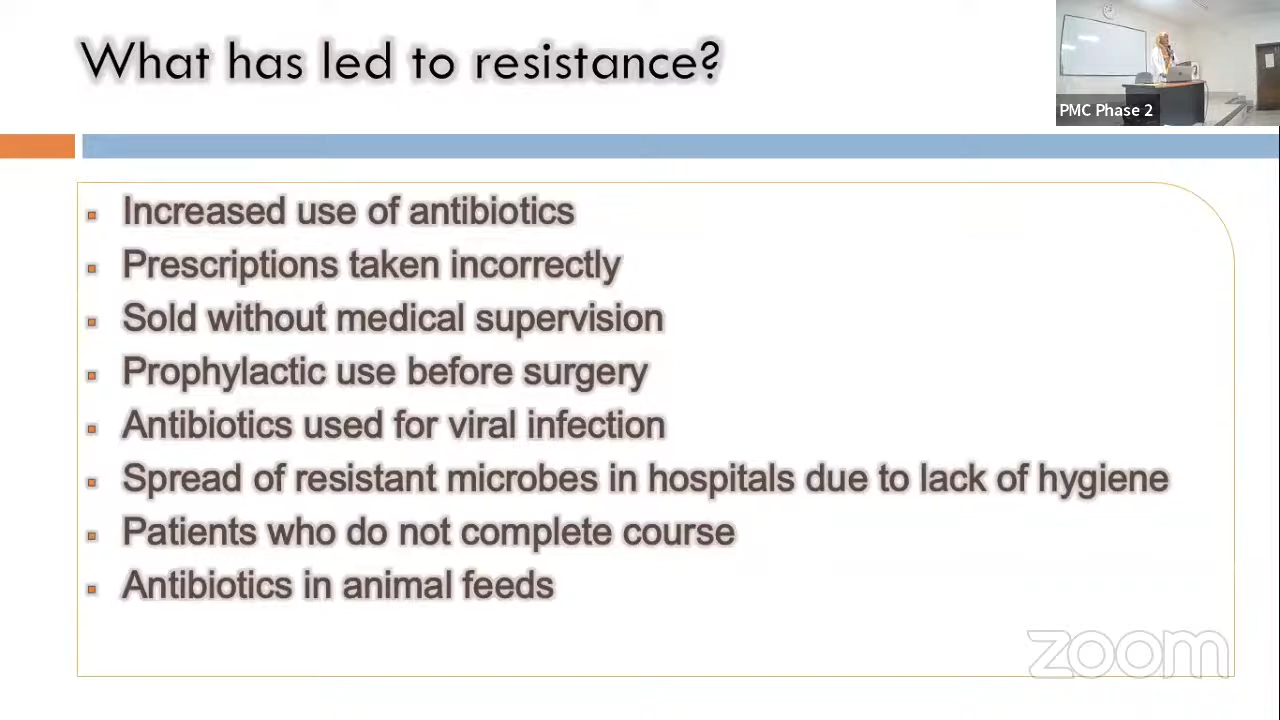 What has led to resistance?
PMC Phase 2
Increased use of antibiotics
Prescriptions taken incorrectly
Sold without medical supervision
Prophylactic use before surgery
Antibiotics used for viral infection
Spread of resistant microbes in hospitals due to lack of hygiene
Patients who do not complete course
Antibiotics in animal feeds
zoom